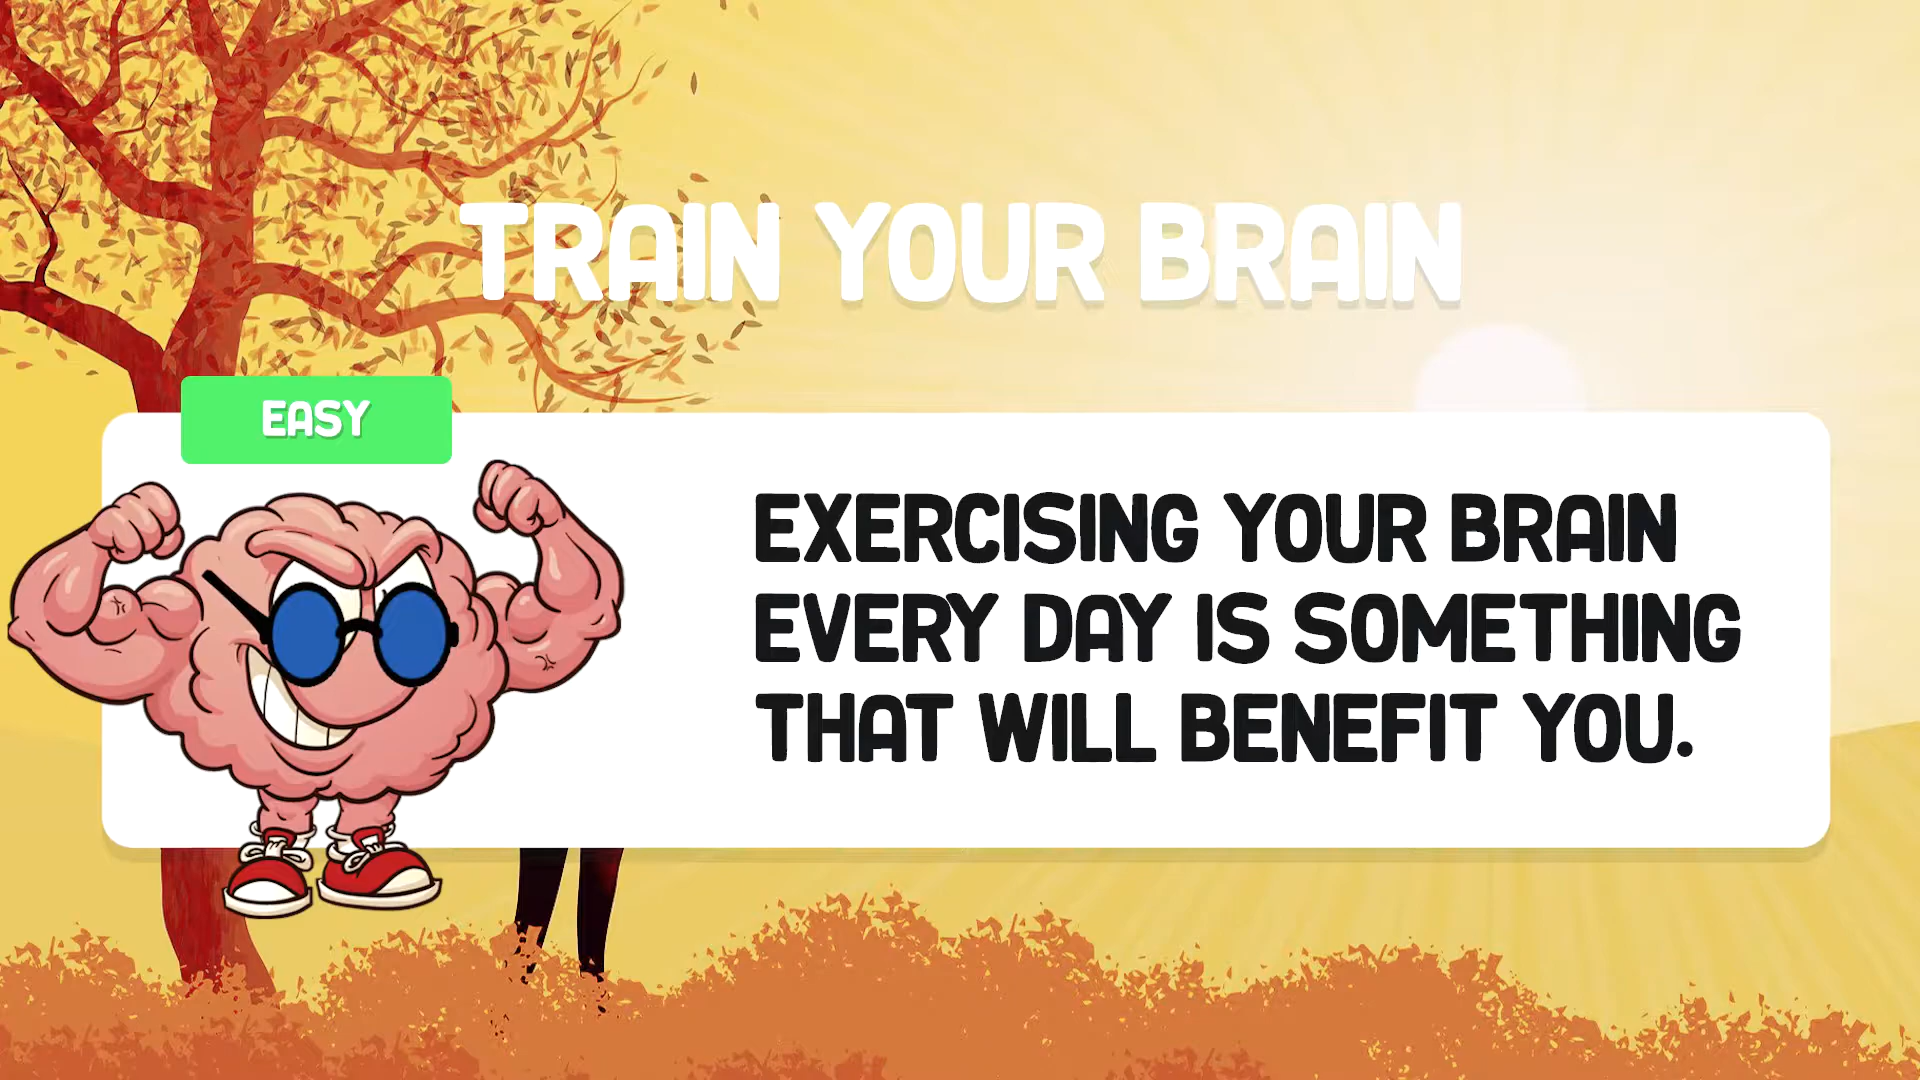 TRAIN YOUR BRAIN
EASY
EXERCISING YOUR BRAIN
EVERY DAY IS SOMETHING
THAT WILL BENEFIT YOU.